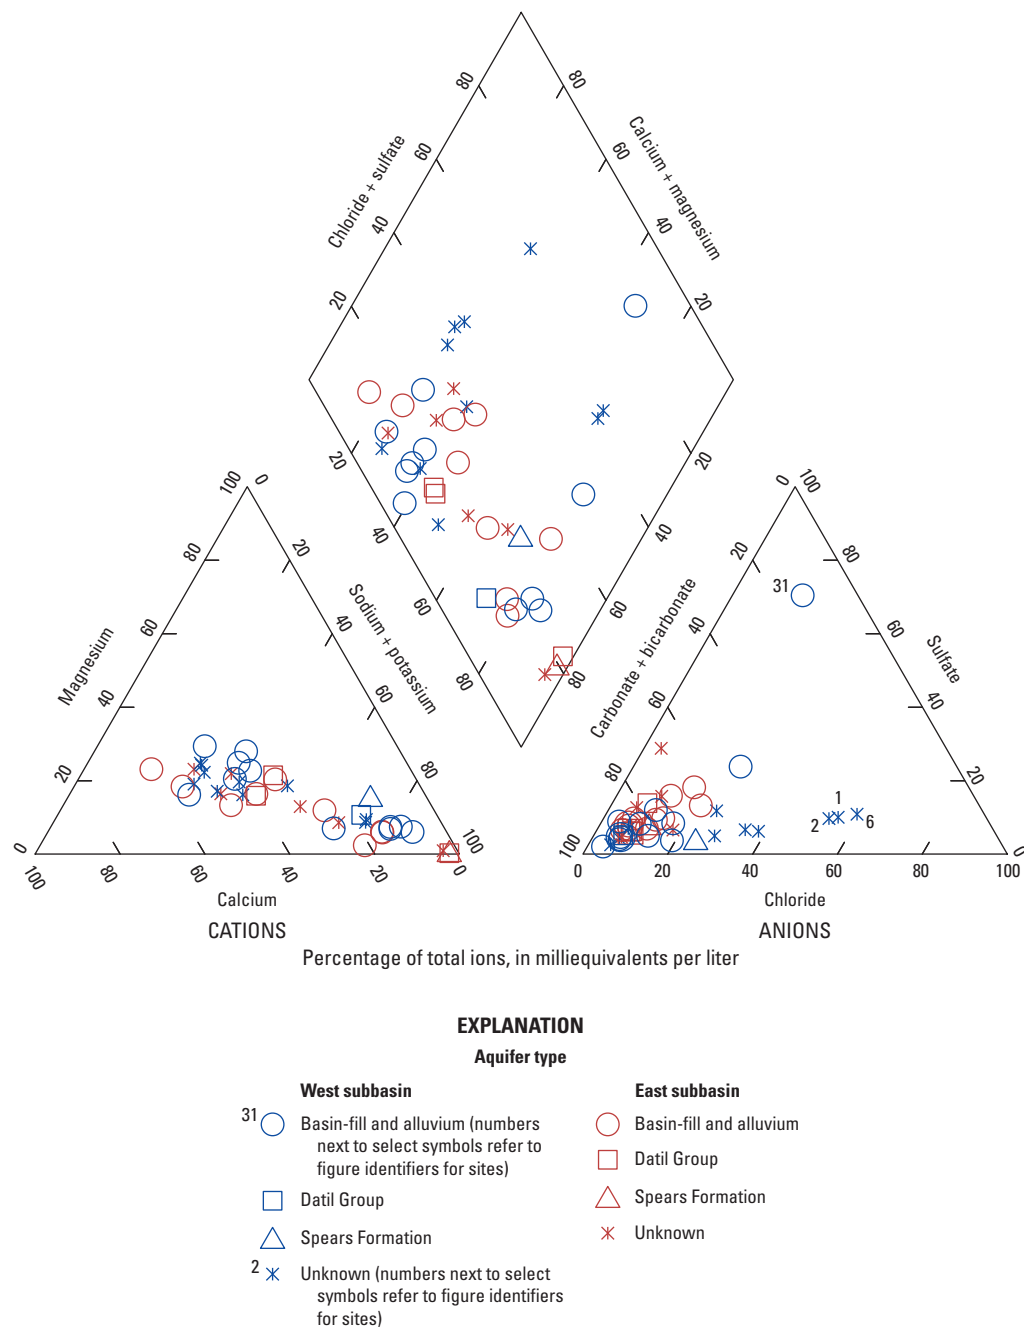 80
80
Chloride + sulfate
Calcium + magnesium
60
60
40
40
20
20
20
20
40
40
60
60
80
80
100
0
80
20
Magnesium
Sodium + potassium
60
40
40
60
20
80
0
100
100
80
60
40
20
0
Calcium
CATIONS
0
100
20
80
31
Carbonate + bicarbonate
Sulfate
40
60
60
40
80
20
1
2
6
100
0
0
20
40
60
80
100
Chloride
ANIONS
Percentage of total ions, in milliequivalents per liter
EXPLANATION
Aquifer type
West subbasin
31
Basin-fill and alluvium (numbers
next to select symbols refer to
figure identifiers for sites)
Datil Group
Spears Formation
2
Unknown (numbers next to select
symbols refer to figure identifiers
for sites)
East subbasin
Basin-fill and alluvium
Datil Group
Spears Formation
Unknown